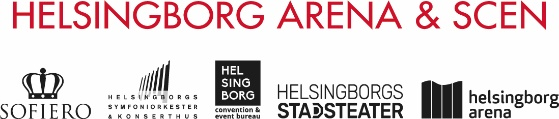 HELSINGBORG ARENA & SCEN
SOFIERO
HELSINGBORGS
SYMFONIORKESTER
& KONSERTHUS
HEL
SING
BORG
convention &
event bureau
HELSINGBORGS
STADSTEATER
helsingborg
arena